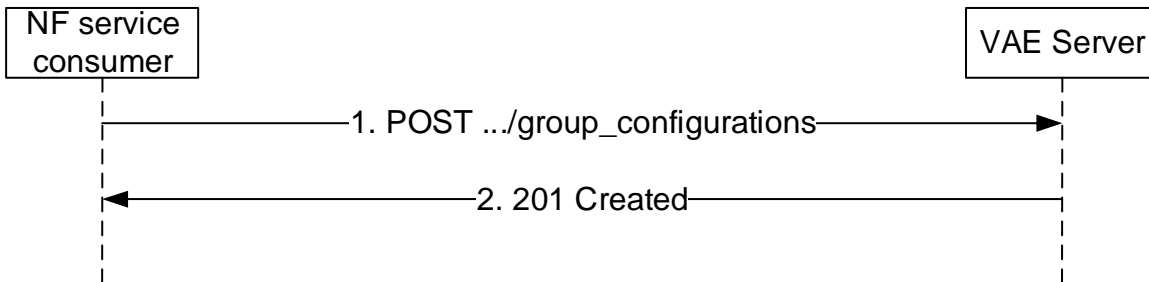 NF service
consumer
VAE Server
1. POST .../group_configurations
2. 201 Created